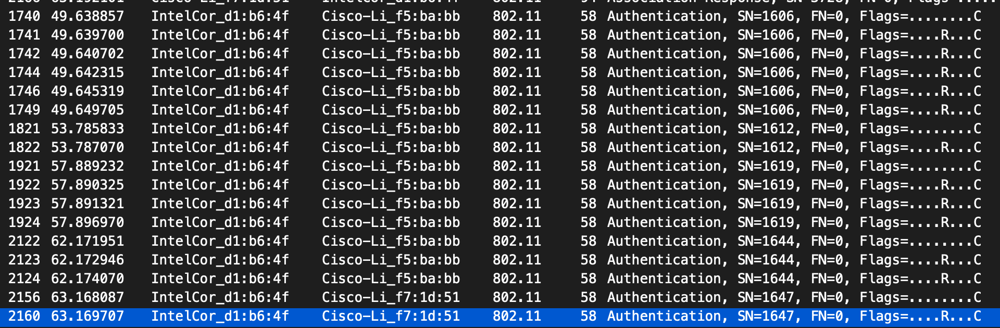 1740 49.638857 IntelCor_d1:b6:4f Cisco-Li_f5:ba:bb 802.11 58 Authentication, SN=1606, FN=0, Flags=........C
1741 49.639700 IntelCor_d1:b6:4f Cisco-Li_f5:ba:bb 802.11 58 Authentication, SN=1606, FN=0, Flags=....R...C
1742 49.640702 IntelCor_d1:b6:4f Cisco-Li_f5:ba:bb 802.11 58 Authentication, SN=1606, FN=0, Flags=....R...C
1744 49.642315 IntelCor_d1:b6:4f Cisco-Li_f5:ba:bb 802.11 58 Authentication, SN=1606, FN=0, Flags=....R...C
1746 49.645319 IntelCor_d1:b6:4f Cisco-Li_f5:ba:bb 802.11 58 Authentication, SN=1606, FN=0, Flags=....R...C
1749 49.649705 IntelCor_d1:b6:4f Cisco-Li_f5:ba:bb 802.11 58 Authentication, SN=1606, FN=0, Flags=....R...C
1821 53.785833 IntelCor_d1:b6:4f Cisco-Li_f5:ba:bb 802.11 58 Authentication, SN=1612, FN=0, Flags=........C
1822 53.787070 IntelCor_d1:b6:4f Cisco-Li_f5:ba:bb 802.11 58 Authentication, SN=1612, FN=0, Flags=....R...C
1921 57.889232 IntelCor_d1:b6:4f Cisco-Li_f5:ba:bb 802.11 58 Authentication, SN=1619, FN=0, Flags=........C
1922 57.890325 IntelCor_d1:b6:4f Cisco-Li_f5:ba:bb 802.11 58 Authentication, SN=1619, FN=0, Flags=....R...C
1923 57.891321 IntelCor_d1:b6:4f Cisco-Li_f5:ba:bb 802.11 58 Authentication, SN=1619, FN=0, Flags=....R...C
1924 57.896970 IntelCor_d1:b6:4f Cisco-Li_f5:ba:bb 802.11 58 Authentication, SN=1619, FN=0, Flags=....R...C
2122 62.171951 IntelCor_d1:b6:4f Cisco-Li_f5:ba:bb 802.11 58 Authentication, SN=1644, FN=0, Flags=........C
2123 62.172946 IntelCor_d1:b6:4f Cisco-Li_f5:ba:bb 802.11 58 Authentication, SN=1644, FN=0, Flags=....R...C
2124 62.174070 IntelCor_d1:b6:4f Cisco-Li_f5:ba:bb 802.11 58 Authentication, SN=1644, FN=0, Flags=....R...C
2156 63.168087 IntelCor_d1:b6:4f Cisco-Li_f7:1d:51 802.11 58 Authentication, SN=1647, FN=0, Flags=........C
2160 63.169707 IntelCor_d1:b6:4f Cisco-Li_f7:1d:51 802.11 58 Authentication, SN=1647, FN=0, Flags=....R...C